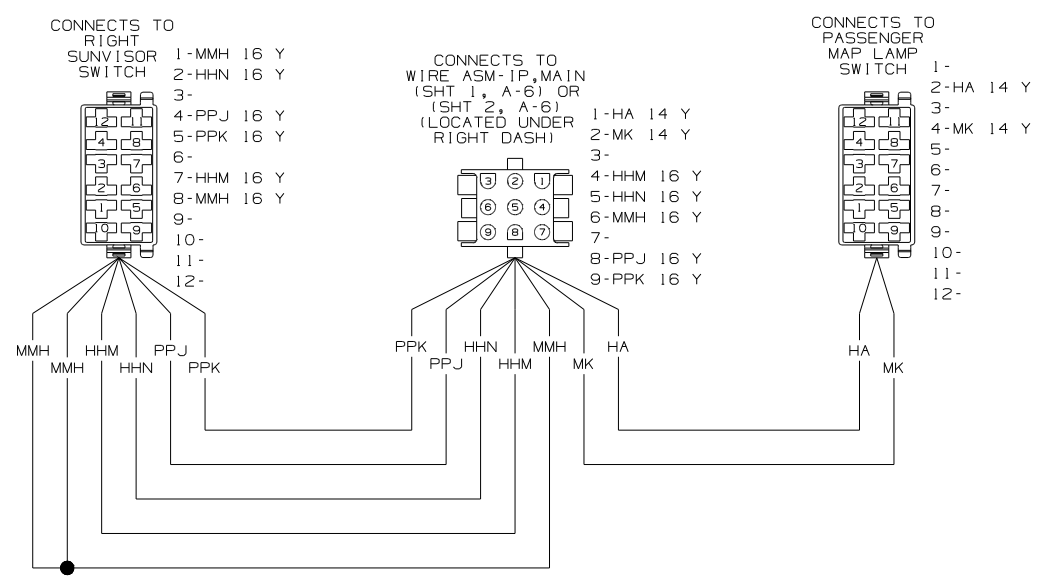 CONNECTS TO
RIGHT
SUNVISOR
SWITCH
1-MMH 16 Y
2-HHN 16 Y
3-
4-PPJ 16 Y
5-PPK 16 Y
6-
7-HHM 16 Y
8-MMH 16 Y
9-
10-
11-
12-
12 11
4 8
3 7
2 6
1 5
10 9
CONNECTS TO
WIRE ASM-IP,MAIN
(SHT 1, A-6) OR
(SHT 2, A-6)
(LOCATED UNDER
RIGHT DASH)
1-HA 14 Y
2-MK 14 Y
3-
4-HHM 16 Y
5-HHN 16 Y
6-MMH 16 Y
7-
8-PPJ 16 Y
9-PPK 16 Y
3 2 1
6 5 4
9 8 7
CONNECTS TO
PASSENGER
MAP LAMP
SWITCH
1-
2-HA 14 Y
3-
4-MK 14 Y
5-
6-
7-
8-
9-
10-
11-
12-
12 11
4 8
3 7
2 6
1 5
10 9
MMH
MMH
HHM
HHN
PPJ
PPK
PPK
PPJ
HHN
HHM
MMH
MK
HA
HA
MK